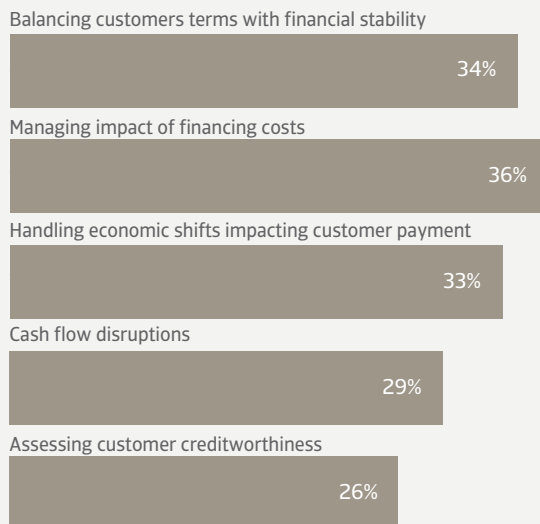 Balancing customers terms with financial stability
34%
Managing impact of financing costs
36%
Handling economic shifts impacting customer payment
33%
Cash flow disruptions
29%
Assessing customer creditworthiness
26%